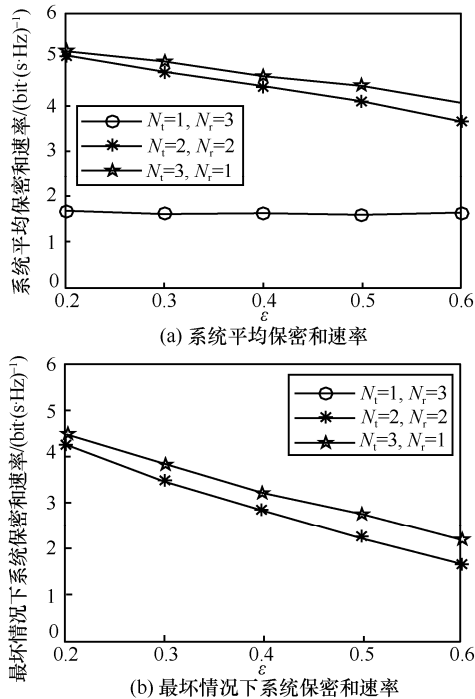 系统平均保密和速率/(bit·(s·Hz)⁻¹)
6
5
4
3
2
1
0
Nt=1, Nr=3
Nt=2, Nr=2
Nt=3, Nr=1
0.2 0.3 0.4 0.5 0.6
ε
(a) 系统平均保密和速率
最坏情况下系统保密和速率/(bit·(s·Hz)⁻¹)
6
5
4
3
2
1
0
Nt=1, Nr=3
Nt=2, Nr=2
Nt=3, Nr=1
0.2 0.3 0.4 0.5 0.6
ε
(b) 最坏情况下系统保密和速率